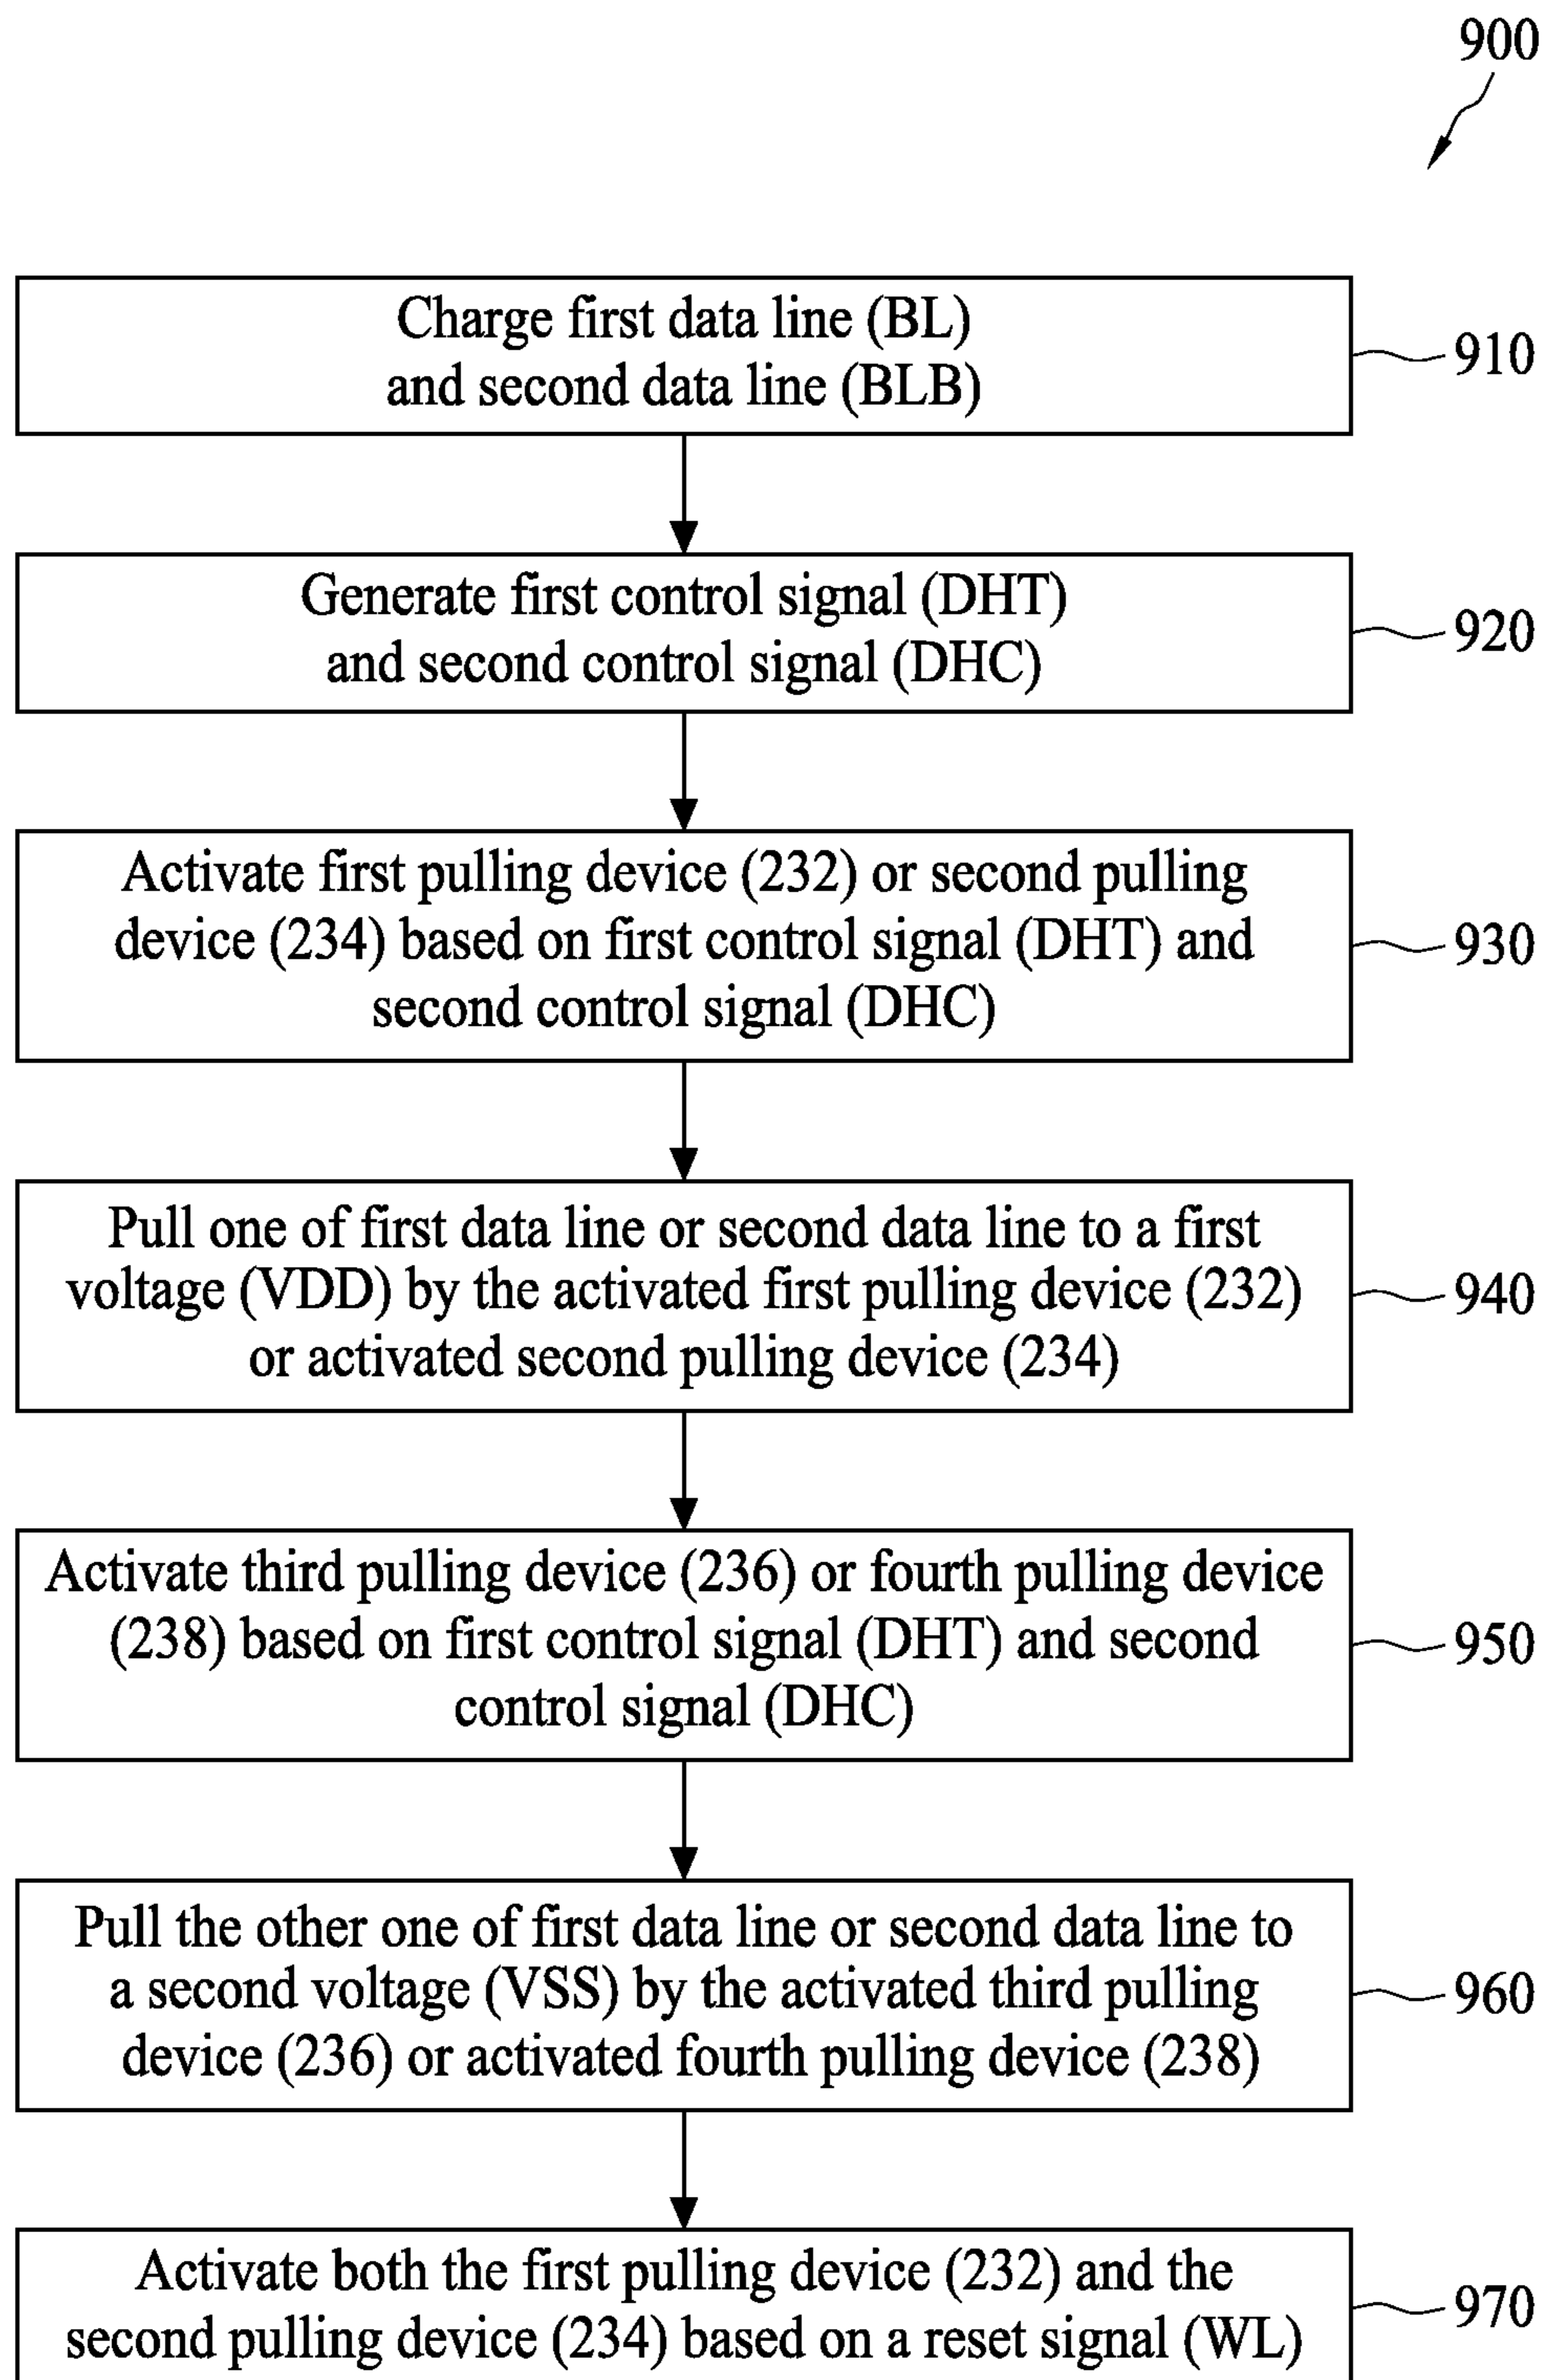 900
Charge first data line (BL)
and second data line (BLB)
910
Generate first control signal (DHT)
and second control signal (DHC)
920
Activate first pulling device (232) or second pulling
device (234) based on first control signal (DHT) and
second control signal (DHC)
930
Pull one of first data line or second data line to a first
voltage (VDD) by the activated first pulling device (232)
or activated second pulling device (234)
940
Activate third pulling device (236) or fourth pulling device
(238) based on first control signal (DHT) and second
control signal (DHC)
950
Pull the other one of first data line or second data line to
a second voltage (VSS) by the activated third pulling
device (236) or activated fourth pulling device (238)
960
Activate both the first pulling device (232) and the
second pulling device (234) based on a reset signal (WL)
970